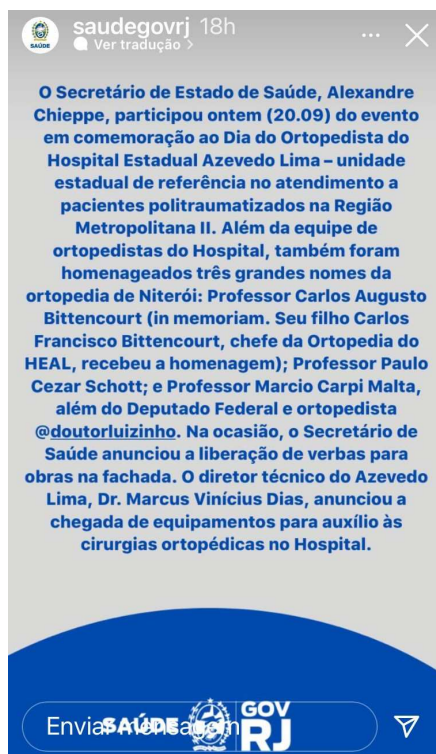 saudegovrj 18h
Ver tradução >
SAÚDE
O Secretário de Estado de Saúde, Alexandre
Chieppe, participou ontem (20.09) do evento
em comemoração ao Dia do Ortopedista do
Hospital Estadual Azevedo Lima – unidade
estadual de referência no atendimento a
pacientes politraumatizados na Região
Metropolitana II. Além da equipe de
ortopedistas do Hospital, também foram
homenageados três grandes nomes da
ortopedia de Niterói: Professor Carlos Augusto
Bittencourt (in memoriam. Seu filho Carlos
Francisco Bittencourt, chefe da Ortopedia do
HEAL, recebeu a homenagem); Professor Paulo
Cezar Schott; e Professor Marcio Carpi Malta,
além do Deputado Federal e ortopedista
@doutorluizinho. Na ocasião, o Secretário de
Saúde anunciou a liberação de verbas para
obras na fachada. O diretor técnico do Azevedo
Lima, Dr. Marcus Vinícius Dias, anunciou a
chegada de equipamentos para auxílio às
cirurgias ortopédicas no Hospital.
Enviar mensagem
SAÚDE
GOV
RJ